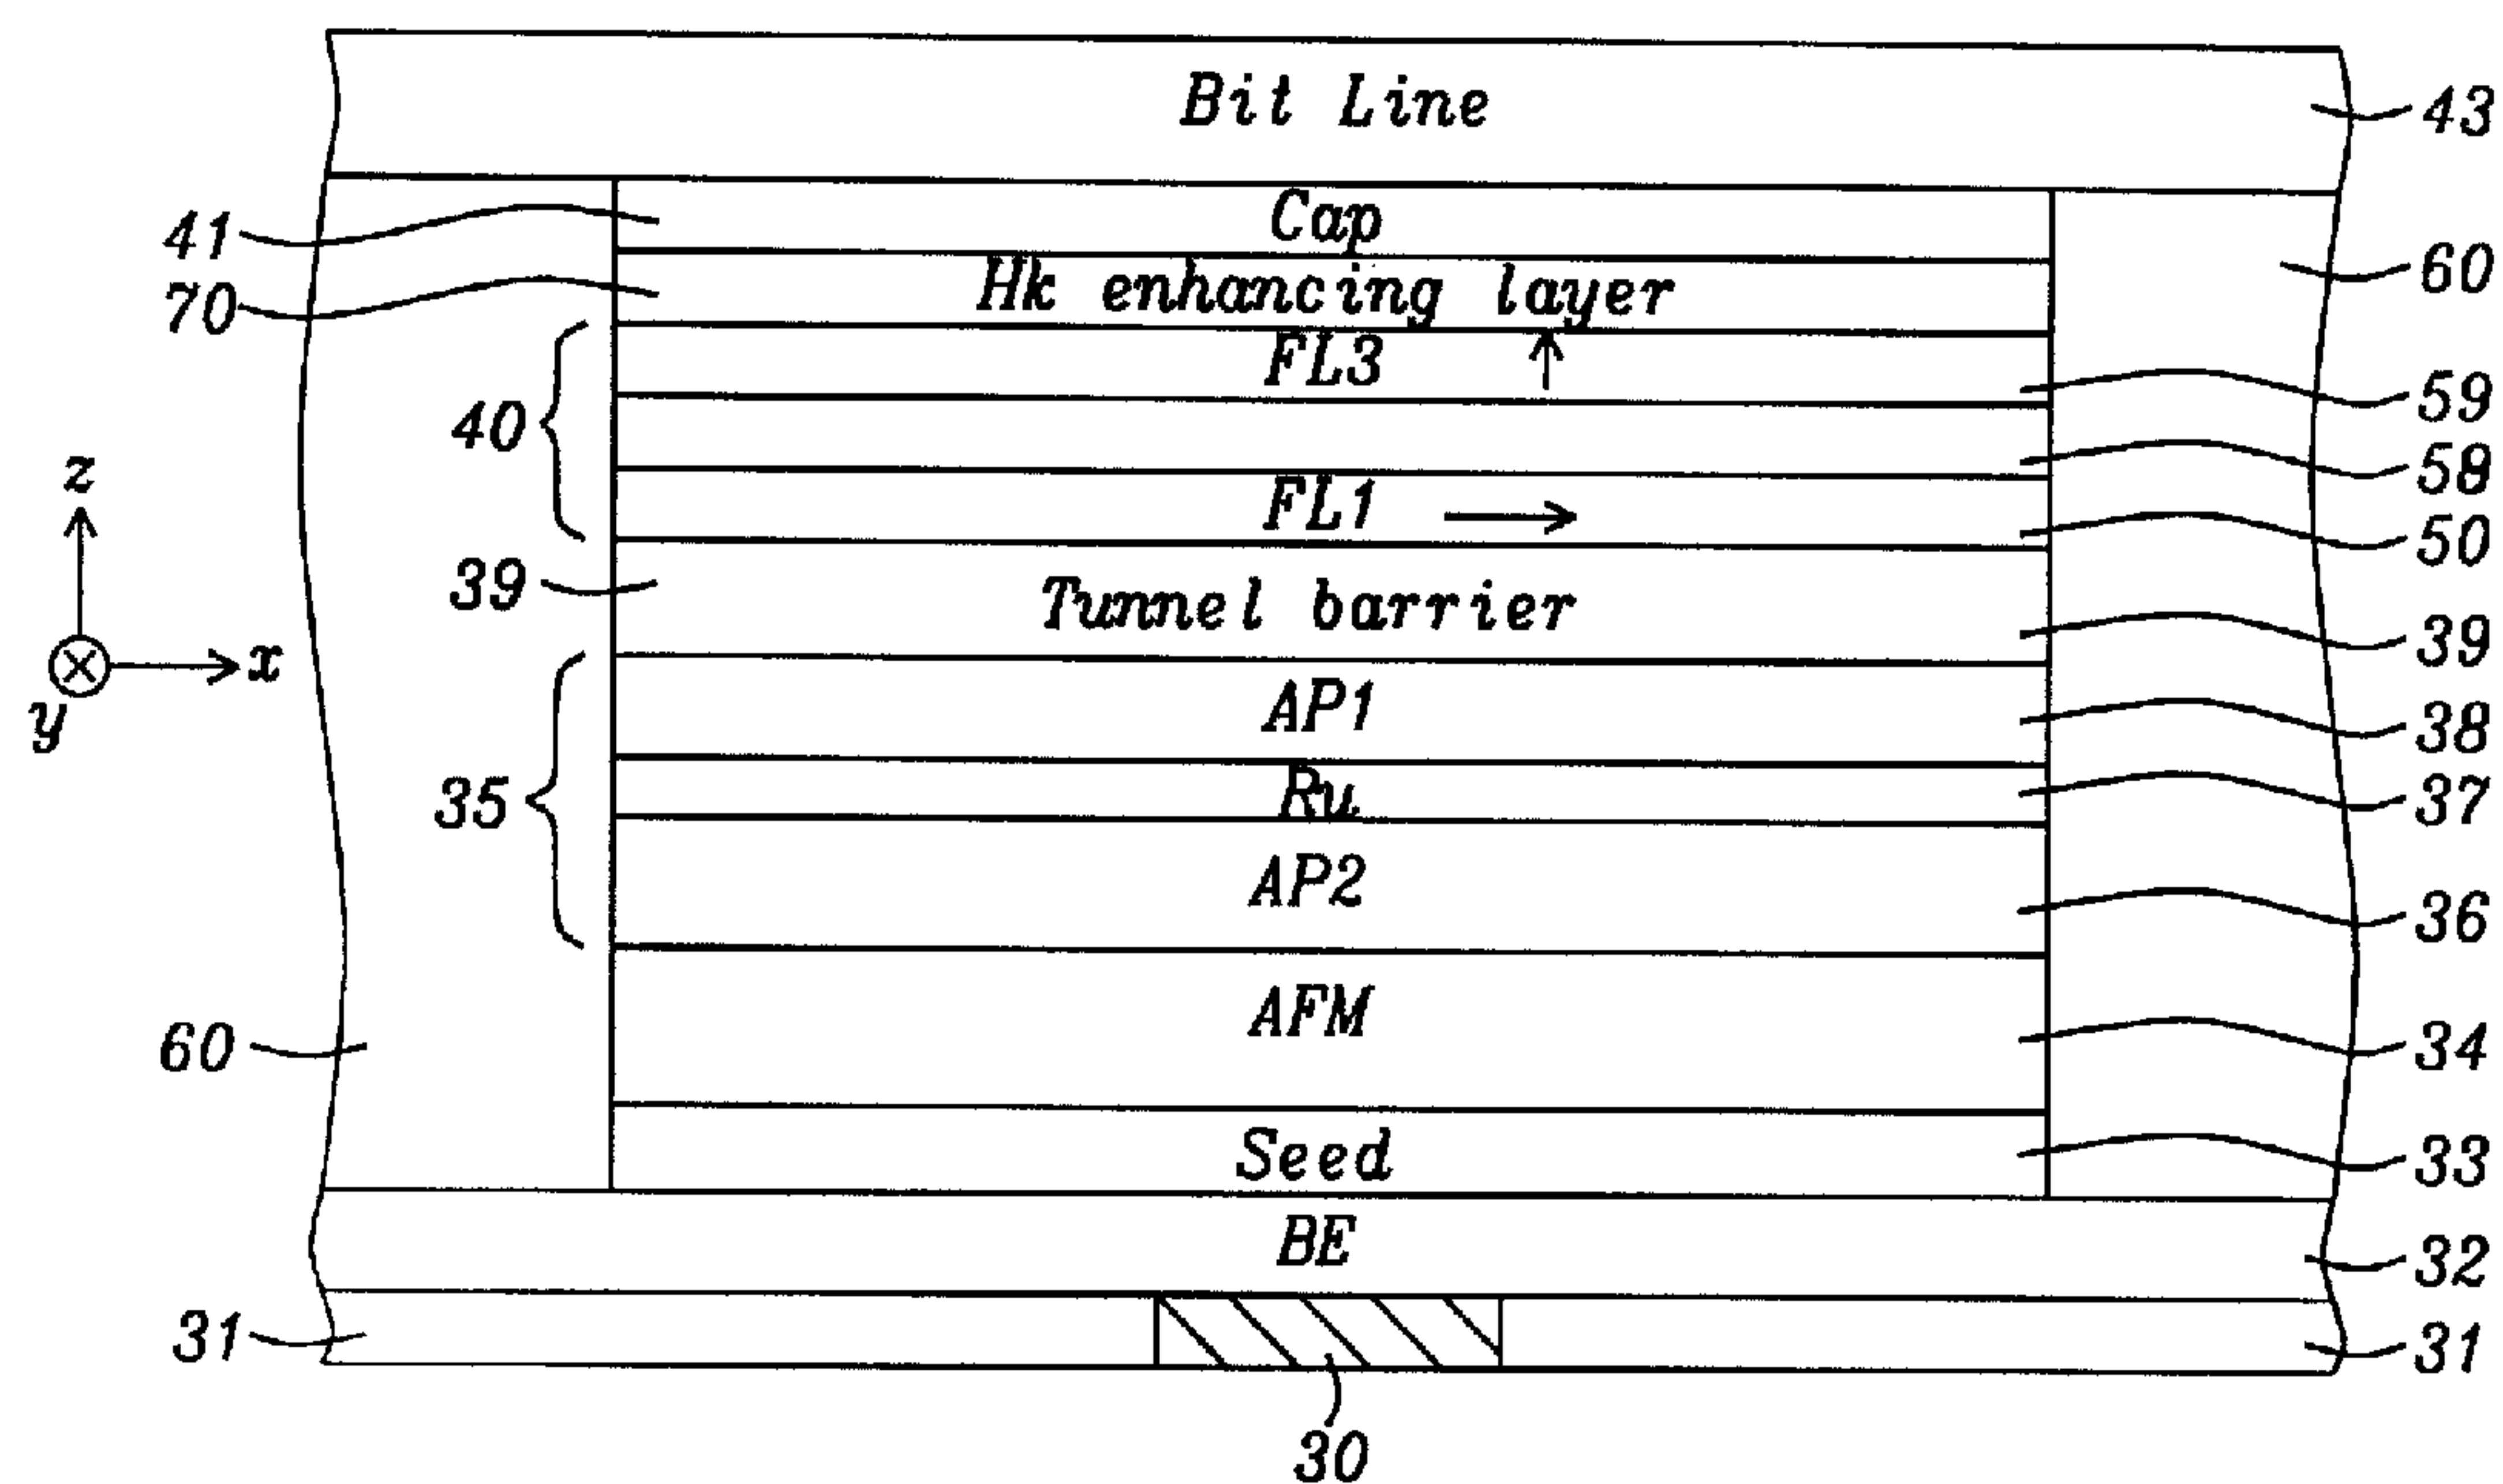 Bit Line 43
Cap
41
Hk enhancing layer 60
70
FL3
59
40
58
z
FL1
50
39
Tunnel barrier
39
x
AP1
38
y
Ru
37
35
AP2
36
AFM
60
34
Seed
33
BE
32
31
31
30